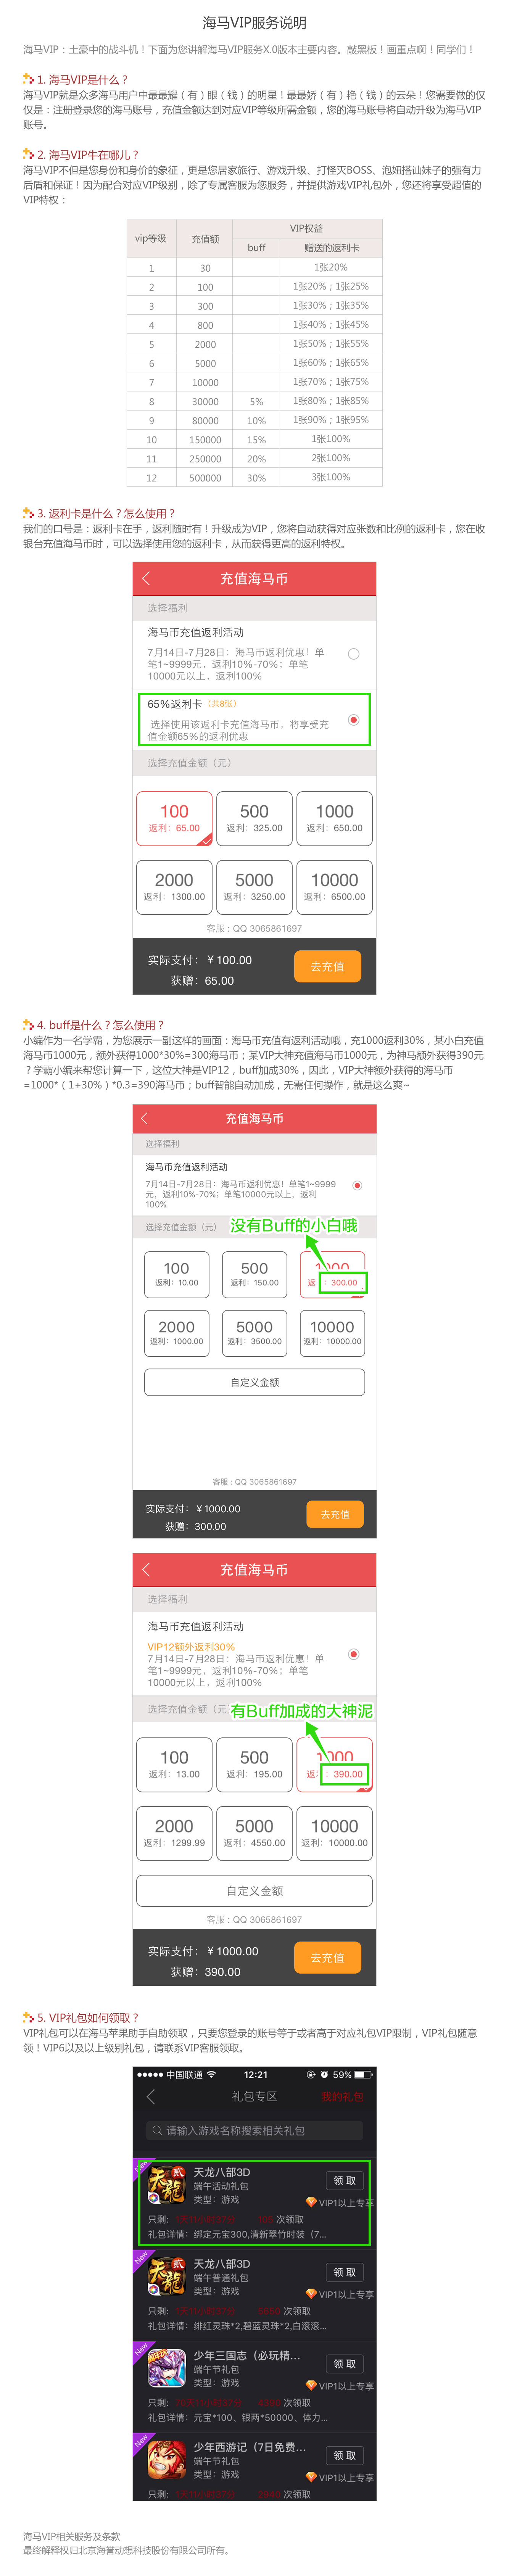 海马VIP服务说明
海马VIP：土豪中的战斗机！下面为您讲解海马VIP服务X.0版本主要内容。敲黑板！画重点啊！同学们！
1. 海马VIP是什么？
海马VIP就是众多海马用户中最最耀（有）眼（钱）的明星！最最娇（有）艳（钱）的云朵！您需要做的仅
仅是：注册登录您的海马账号，充值金额达到对应VIP等级所需金额，您的海马账号将自动升级为海马VIP
账号。
2. 海马VIP牛在哪儿？
海马VIP不但是您身份和身价的象征，更是您居家旅行、游戏升级、打怪灭BOSS、泡妞搭讪妹子的强有力
后盾和保证！因为配合对应VIP级别，除了专属客服为您服务，并提供游戏VIP礼包外，您还将享受超值的
VIP特权：
vip等级 充值额 VIP权益
buff 赠送的返利卡
1 30 1张20%
2 100 1张20%；1张25%
3 300 1张30%；1张35%
4 800 1张40%；1张45%
5 2000 1张50%；1张55%
6 5000 1张60%；1张65%
7 10000 1张70%；1张75%
8 30000 5% 1张80%；1张85%
9 80000 10% 1张90%；1张95%
10 150000 15% 1张100%
11 250000 20% 2张100%
12 500000 30% 3张100%
3. 返利卡是什么？怎么使用？
我们的口号是：返利卡在手，返利随时有！升级成为VIP，您将自动获得对应张数和比例的返利卡，您在收
银台充值海马币时，可以选择使用您的返利卡，从而获得更高的返利特权。
充值海马币
选择福利
海马币充值返利活动
7月14日-7月28日：海马币返利优惠！单
笔1~9999元，返利10%-70%；单笔
10000元以上，返利100%
65%返利卡（共8张）
选择使用该返利卡充值海马币，将享受充
值金额65%的返利优惠
选择充值金额（元）
100 500 1000
返利：65.00 返利：325.00 返利：650.00
2000 5000 10000
返利：1300.00 返利：3250.00 返利：6500.00
客服：QQ 3065861697
实际支付：￥100.00
去充值
获赠：65.00
4. buff是什么？怎么使用？
小编作为一名学霸，为您展示一副这样的画面：海马币充值有返利活动哦，充1000返利30%，某小白充值
海马币1000元，额外获得1000*30%=300海马币；某VIP大神充值海马币1000元，为神马额外获得390元
？学霸小编来帮您计算一下，这位大神是VIP12，buff加成30%，因此，VIP大神额外获得的海马币
=1000*（1+30%）*0.3=390海马币；buff智能自动加成，无需任何操作，就是这么爽~
充值海马币
选择福利
海马币充值返利活动
7月14日-7月28日：海马币返利优惠！单笔1~9999
元，返利10%-70%；单笔10000元以上，返利
100%
选择充值金额（元） 没有Buff的小白哦
100 500 1000
返利：10.00 返利：150.00 返：300.00
2000 5000 10000
返利：1000.00 返利：3500.00 返利：10000.00
自定义金额
客服：QQ 3065861697
实际支付：￥1000.00
去充值
获赠：300.00
充值海马币
选择福利
海马币充值返利活动
VIP12额外返利30%
7月14日-7月28日：海马币返利优惠！单
笔1~9999元，返利10%-70%；单笔
10000元以上，返利100%
选择充值金额（元 有Buff加成的大神泥
100 500 1000
返利：13.00 返利：195.00 返：390.00
2000 5000 10000
返利：1299.99 返利：4550.00 返利：10000.00
自定义金额
客服：QQ 3065861697
实际支付：￥1000.00
去充值
获赠：390.00
5. VIP礼包如何领取？
VIP礼包可以在海马苹果助手自助领取，只要您登录的账号等于或者高于对应礼包VIP限制，VIP礼包随意
领！VIP6以及以上级别礼包，请联系VIP客服领取。
中国联通 12:21 59%
礼包专区 我的礼包
请输入游戏名称搜索相关礼包
New 天龙八部3D
端午活动礼包 领 取
类型：游戏
VIP1以上专享
只剩： 次领取
礼包详情：绑定元宝300,清新翠竹时装（7...
New 天龙八部3D
端午普通礼包 领 取
类型：游戏
VIP1以上专享
只剩： 次领取
礼包详情：绯红灵珠*2,碧蓝灵珠*2,白滚滚...
New 少年三国志（必玩精...
端午节礼包 领 取
类型：游戏
VIP1以上专享
只剩： 次领取
礼包详情：元宝*100、银两*50000、体力...
New 少年西游记（7日免费...
端午节礼包 领 取
类型：游戏
VIP1以上专享
只剩： 次领取
海马VIP相关服务及条款
最终解释权归北京海誉动想科技股份有限公司所有。